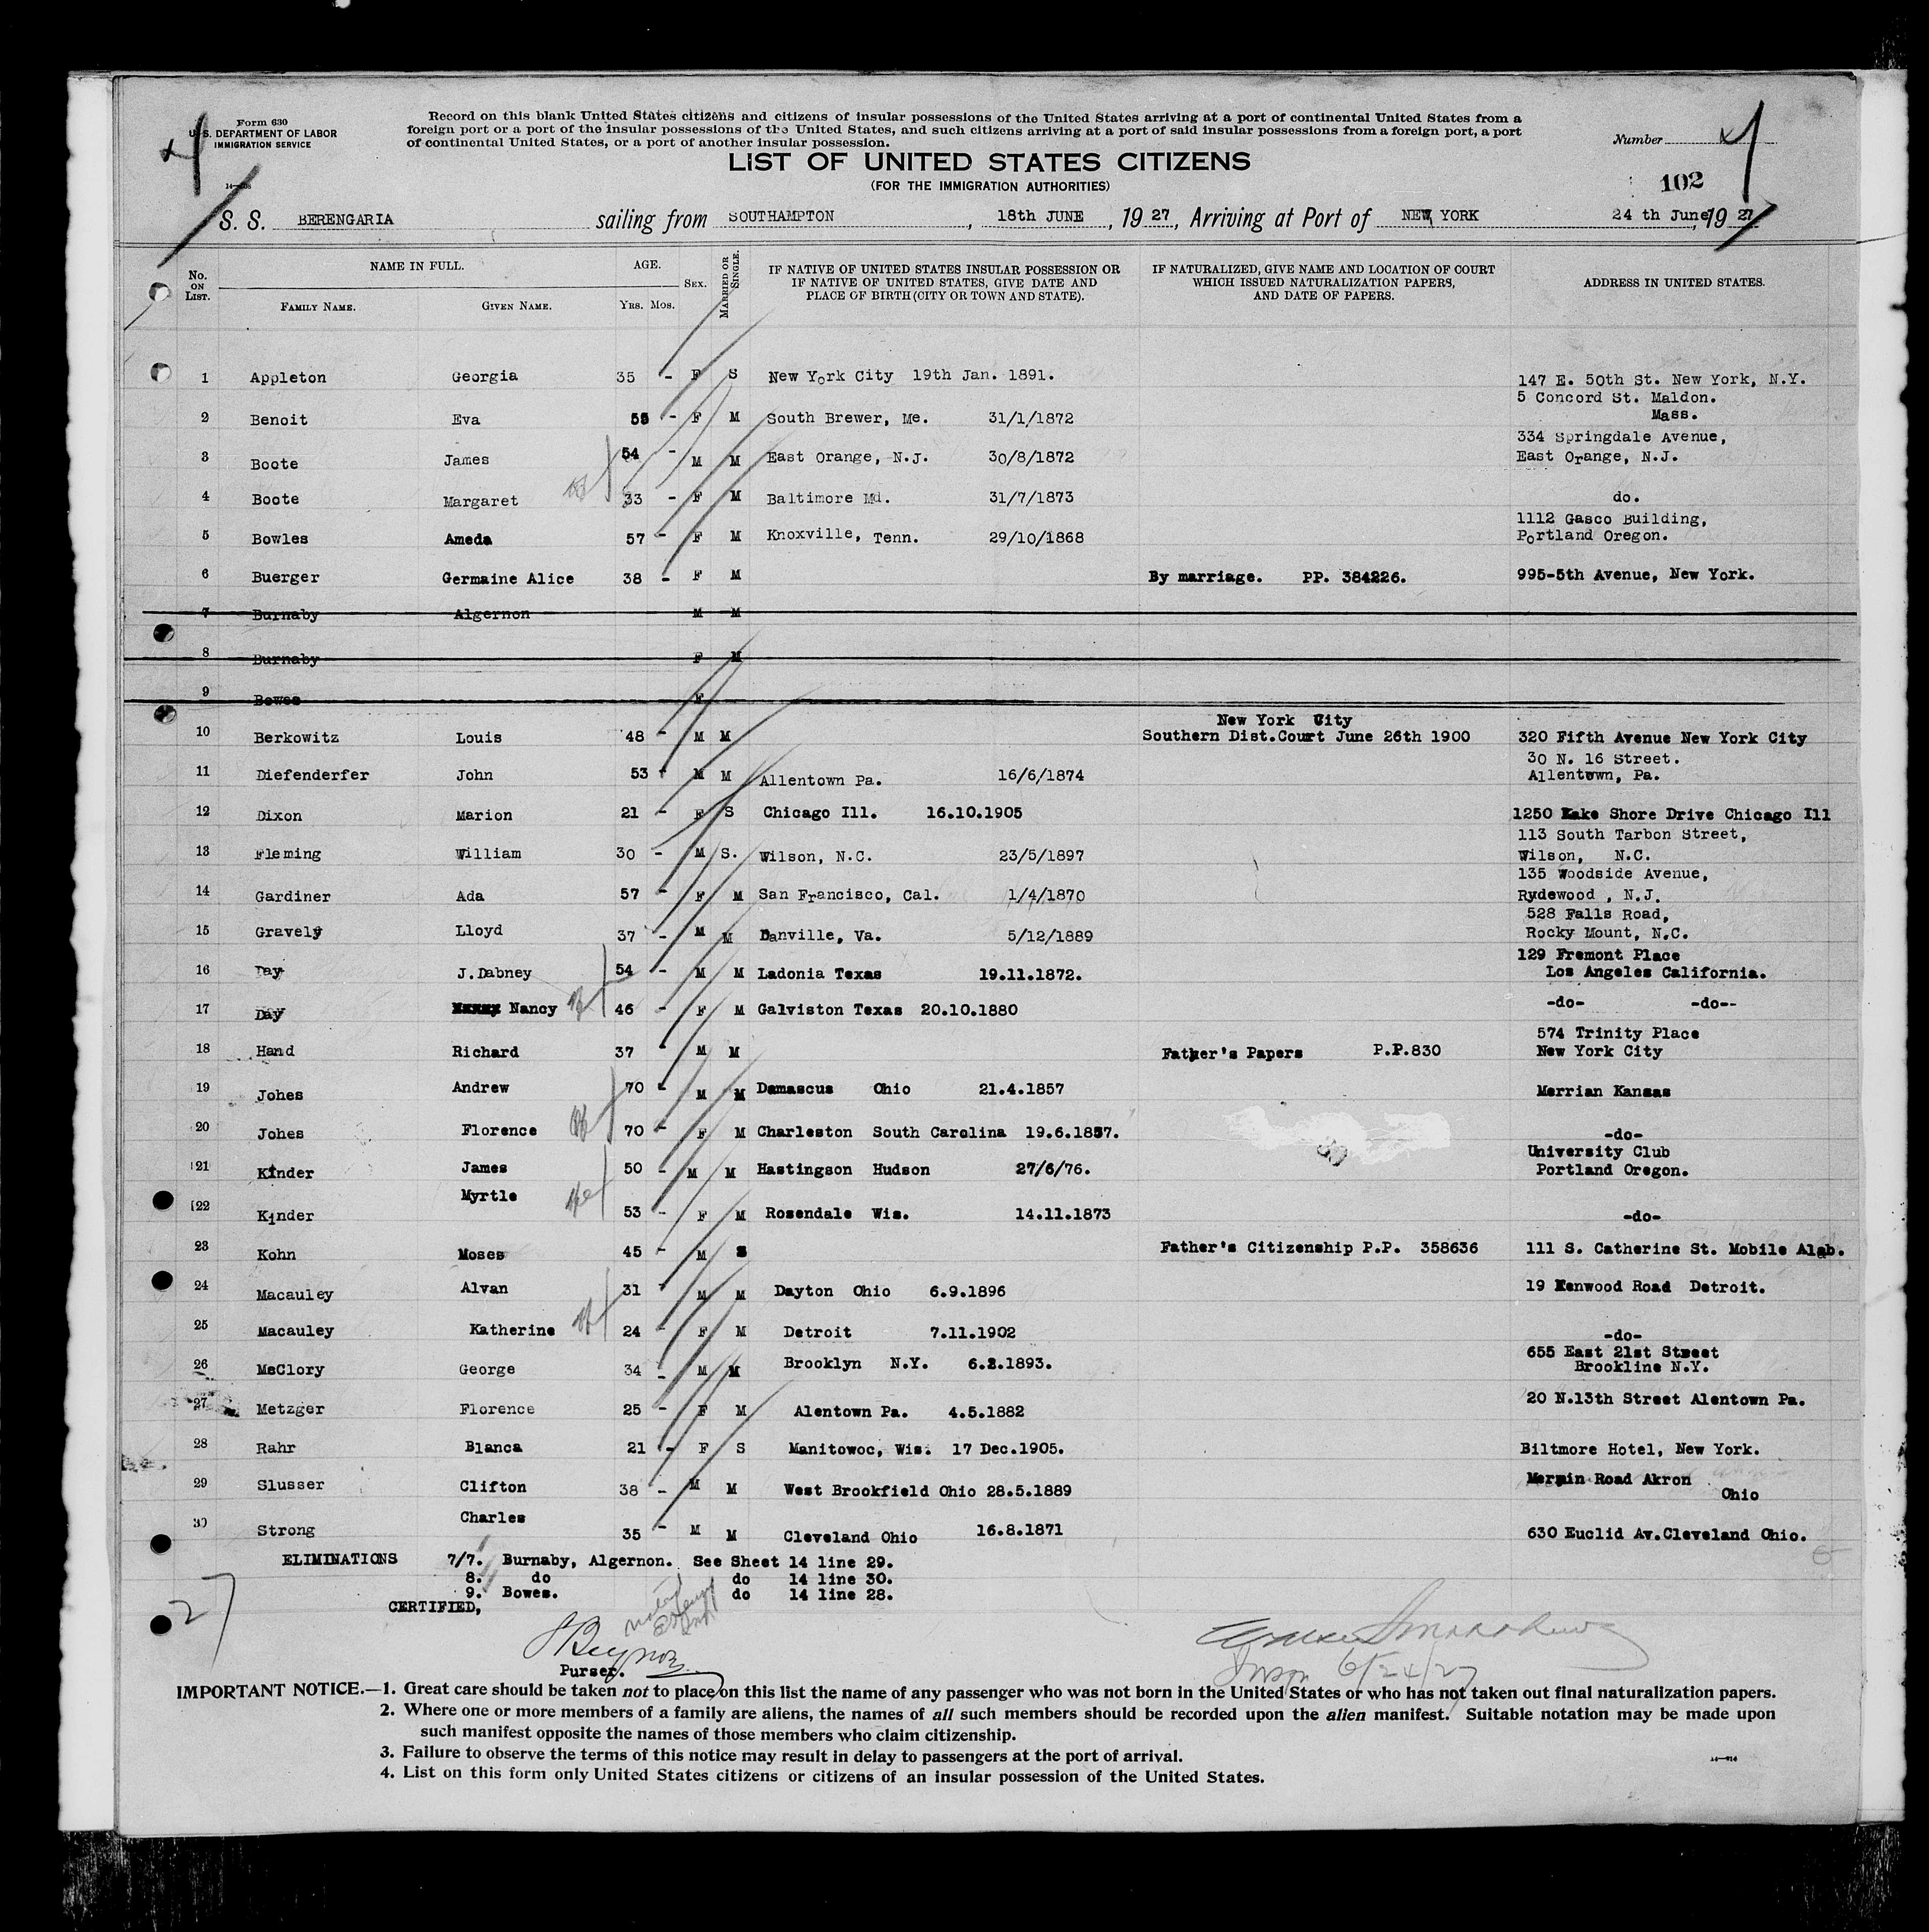 Form 630
U. S. DEPARTMENT OF LABOR
IMMIGRATION SERVICE
Record on this blank United States citizens and citizens of insular possessions of the United States arriving at a port of continental United States from a
foreign port or a port of the insular possessions of the United States, and such citizens arriving at a port of said insular possessions from a foreign port, a port
of continental United States, or a port of another insular possession.
Number 4
LIST OF UNITED STATES CITIZENS
(FOR THE IMMIGRATION AUTHORITIES)
102
S. S. BERENGARIA sailing from SOUTHAMPTON, 18th JUNE, 19 27, Arriving at Port of NEW YORK 24 th June, 19 27
No. ON LIST. NAME IN FULL. AGE. SEX. MARRIED OR SINGLE. IF NATIVE OF UNITED STATES INSULAR POSSESSION OR IF NATIVE OF UNITED STATES, GIVE DATE AND PLACE OF BIRTH (CITY OR TOWN AND STATE). IF NATURALIZED, GIVE NAME AND LOCATION OF COURT WHICH ISSUED NATURALIZATION PAPERS, AND DATE OF PAPERS. ADDRESS IN UNITED STATES.
FAMILY NAME. GIVEN NAME. YRS. MOS.
1 Appleton Georgia 35 - F S New York City 19th Jan. 1891. 147 E. 50th St. New York, N.Y.
2 Benoit Eva 55 - F M South Brewer, Me. 31/1/1872 5 Concord St. Maldon. Mass.
3 Boote James 54 - M M East Orange, N.J. 30/8/1872 334 Springdale Avenue, East Orange, N.J.
4 Boote Margaret 33 - F M Baltimore Md. 31/7/1873 do.
5 Bowles Ameda 57 - F M Knoxville, Tenn. 29/10/1868 1112 Gasco Building, Portland Oregon.
6 Buerger Germaine Alice 38 - F M By marriage. PP. 384226. 995-5th Avenue, New York.
7 Burnaby Algernon M M
8 Burnaby F M
9 Bowes F
10 Berkowitz Louis 48 - M M New York City Southern Dist.Court June 26th 1900 320 Fifth Avenue New York City
11 Diefenderfer John 53 M M Allentown Pa. 16/6/1874 30 N. 16 Street. Allentown, Pa.
12 Dixon Marion 21 - F S Chicago Ill. 16.10.1905 1250 Lake Shore Drive Chicago Ill
13 Fleming William 30 - M S. Wilson, N.C. 23/5/1897 113 South Tarbon Street, Wilson, N.C.
14 Gardiner Ada 57 - F M San Francisco, Cal. 1/4/1870 135 Woodside Avenue, Rydewood , N.J.
15 Gravely Lloyd 37 - M M Danville, Va. 5/12/1889 528 Falls Road, Rocky Mount, N.C.
16 Day J.Dabney 54 - M M Ladonia Texas 19.11.1872. 129 Fremont Place Los Angeles California.
17 Day Nancy 46 - F M Galviston Texas 20.10.1880 -do- -do--
18 Hand Richard 37 - M M Father's Papers P.P.830 574 Trinity Place New York City
19 Johes Andrew 70 - M M Damascus Ohio 21.4.1857 Merrian Kansas
20 Johes Florence 70 - F M Charleston South Carolina 19.6.1857. -do-
21 Kinder James 50 - M M Hastingson Hudson 27/6/76. University Club Portland Oregon.
22 Kinder Myrtle 53 - F M Rosendale Wis. 14.11.1873 -do-
23 Kohn Moses 45 - M S Father's Citizenship P.P. 358636 111 S. Catherine St. Mobile Alab.
24 Macauley Alvan 31 - M M Dayton Ohio 6.9.1896 19 Kenwood Road Detroit.
25 Macauley Katherine 24 - F M Detroit 7.11.1902 -do-
26 McClory George 34 - M M Brooklyn N.Y. 6.2.1893. 655 East 21st Street Brookline N.Y.
27 Metzger Florence 25 - F M Alentown Pa. 4.5.1882 20 N.13th Street Alentown Pa.
28 Rahr Blanca 21 - F S Manitowoc, Wis. 17 Dec.1905. Biltmore Hotel, New York.
29 Slusser Clifton 38 - M M West Brookfield Ohio 28.5.1889 Road Akron Ohio
30 Strong Charles 35 - M M Cleveland Ohio 16.8.1871 630 Euclid Av.Cleveland Ohio.
ELIMINATIONS 7/7. Burnaby, Algernon. See Sheet 14 line 29.
8. do do 14 line 30.
9. Bowes. do 14 line 28.
CERTIFIED,
27
Purser.
6/24/27
IMPORTANT NOTICE.—1. Great care should be taken not to place on this list the name of any passenger who was not born in the United States or who has not taken out final naturalization papers.
2. Where one or more members of a family are aliens, the names of all such members should be recorded upon the alien manifest. Suitable notation may be made upon
such manifest opposite the names of those members who claim citizenship.
3. Failure to observe the terms of this notice may result in delay to passengers at the port of arrival.
4. List on this form only United States citizens or citizens of an insular possession of the United States.